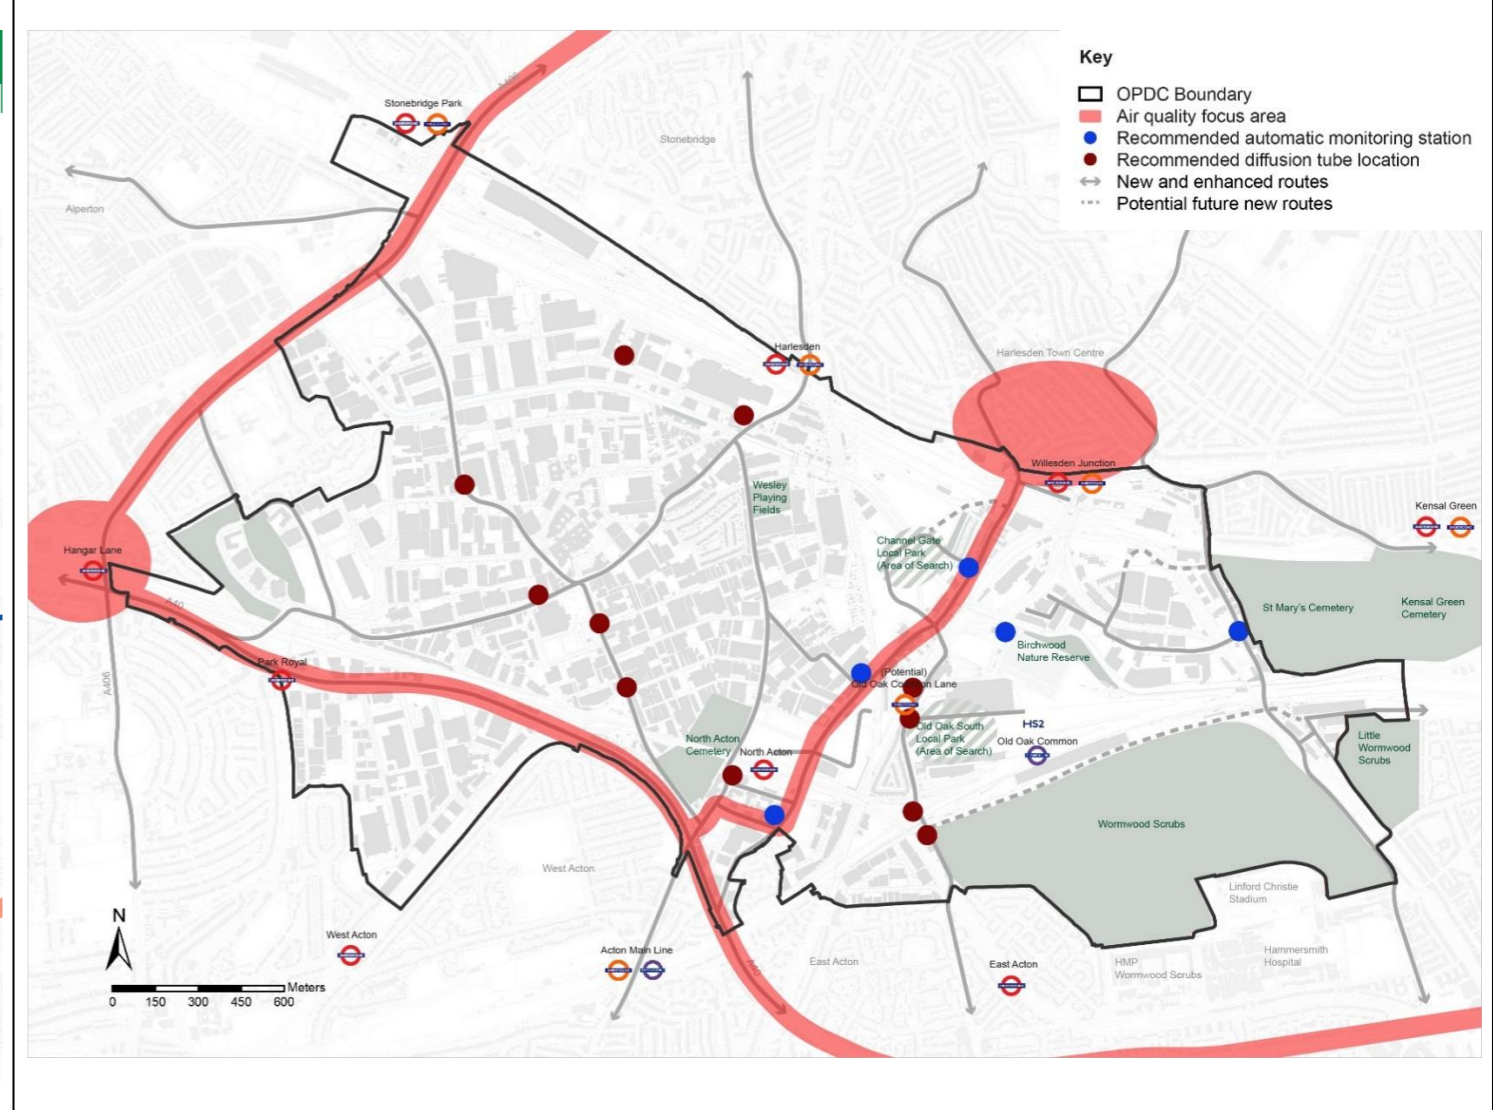 Key
OPDC Boundary
Air quality focus area
Recommended automatic monitoring station
Recommended diffusion tube location
New and enhanced routes
Potential future new routes
Stonebridge Park
Stonebridge
Alperton
Harlesden
Harlesden Town Centre
Willesden Junction
Wesley
Playing
Fields
Kensal Green
Channel Gate
Local Park
(Area of Search)
Hangar Lane
A40
St Mary's Cemetery
Kensal Green
Cemetery
Birchwood
Nature Reserve
Park Royal
A406
(Potential)
Old Oak Common Lane
Old Oak South
Local Park
(Area of Search)
HS2
Old Oak Common
North Acton
Cemetery
North Acton
Little
Wormwood
Scrubs
Wormwood Scrubs
West Acton
Linford Christie
Stadium
N
West Acton
Acton Main Line
A40
East Acton
East Acton
HMP
Wormwood Scrubs
Hammersmith
Hospital
Meters
0 150 300 450 600